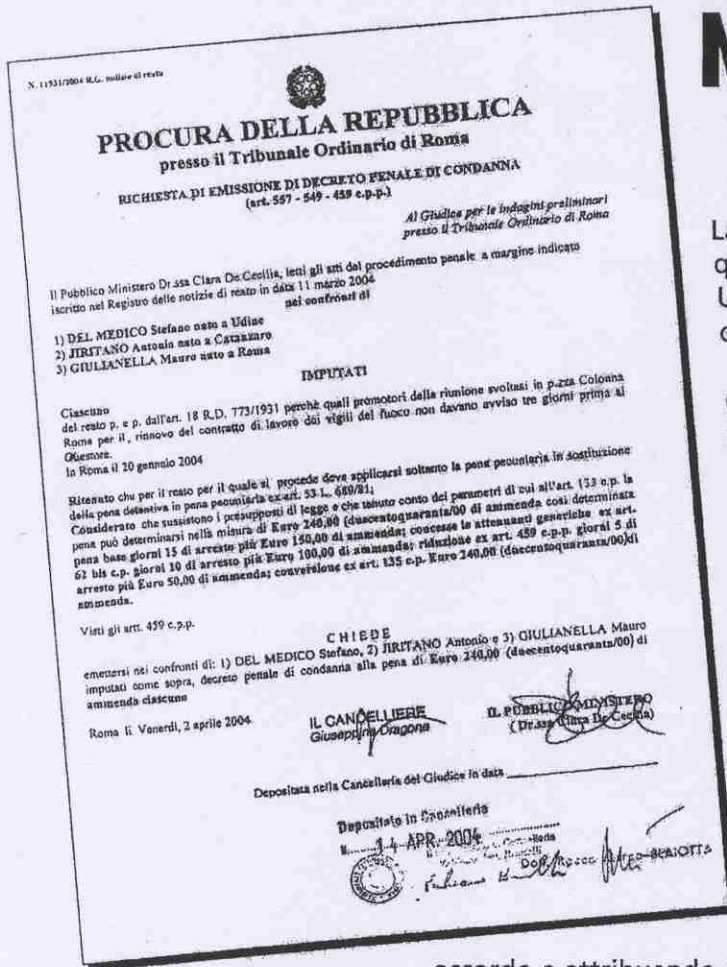 N. 11931/2004 R.G. notizie di reato
PROCURA DELLA REPUBBLICA
presso il Tribunale Ordinario di Roma
RICHIESTA DI EMISSIONE DI DECRETO PENALE DI CONDANNA
(art. 557 - 549 - 459 c.p.p.)
Al Giudice per le indagini preliminari
presso il Tribunale Ordinario di Roma
Il Pubblico Ministero Dr.ssa Clara De Cecilia, letti gli atti del procedimento penale a margine indicato
iscritto nel Registro delle notizie di reato in data 11 marzo 2004
nei confronti di
1) DEL MEDICO Stefano nato a Udine
2) JIRITANO Antonio nato a Catanzaro
3) GIULIANELLA Mauro nato a Roma
IMPUTATI
Ciascuno
del reato p. e p. dall'art. 18 R.D. 773/1931 perchè quali promotori della riunione svoltasi in p.zza Colonna
Roma per il, rinnovo del contratto di lavoro dei vigili del fuoco non davano avviso tre giorni prima al
Questore.
In Roma il 20 gennaio 2004
Ritenuto che per il reato per il quale si procede deve applicarsi soltanto la pena pecuniaria in sostituzione
della pena detentiva in pena pecuniaria ex art. 53 L. 689/81;
Considerato che sussistono i presupposti di legge e che tenuto conto dei parametri di cui all'art. 133 c.p. la
pena può determinarsi nella misura di Euro 240,00 (duecentoquaranta/00 di ammenda così determinata
pena base giorni 15 di arresto più Euro 150,00 di ammenda; concesse le attenuanti generiche ex art.
62 bis c.p. giorni 10 di arresto più Euro 100,00 di ammenda; riduzione ex art. 459 c.p.p. giorni 5 di
arresto più Euro 50,00 di ammenda; conversione ex art. 135 c.p. Euro 240,00 (duecentoquaranta/00)di
ammenda.
Visti gli artt. 459 c.p.p.
CHIEDE
emettersi nei confronti di: 1) DEL MEDICO Stefano, 2) JIRITANO Antonio e 3) GIULIANELLA Mauro
imputati come sopra, decreto penale di condanna alla pena di Euro 240,00 (duecentoquaranta/00) di
ammenda ciascuno
Roma lì Venerdì, 2 aprile 2004
IL CANCELLIERE
Giuseppina Dragone
IL PUBBLICO MINISTERO
(Dr.ssa Clara De Cecilia)
Depositata nella Cancelleria del Giudice in data
Depositato in Cancelleria
14 APR. 2004
M
La
q
U
accordo e attribuendo